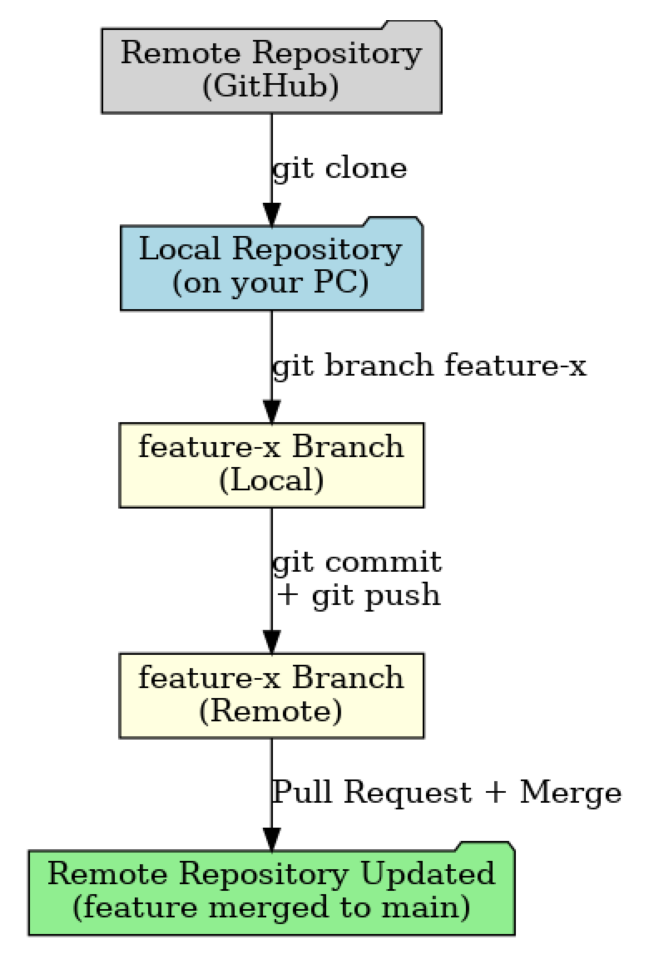 Remote Repository
(GitHub)
git clone
Local Repository
(on your PC)
git branch feature-x
feature-x Branch
(Local)
git commit
+ git push
feature-x Branch
(Remote)
Pull Request + Merge
Remote Repository Updated
(feature merged to main)